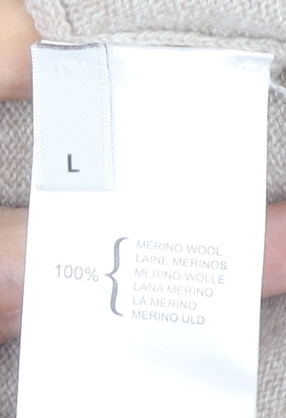 L
100%
MERINO WOOL
LAINE MERINOS
MERINO WOLLE
LANA MERINO
LÃ MERINO
MERINO ULD